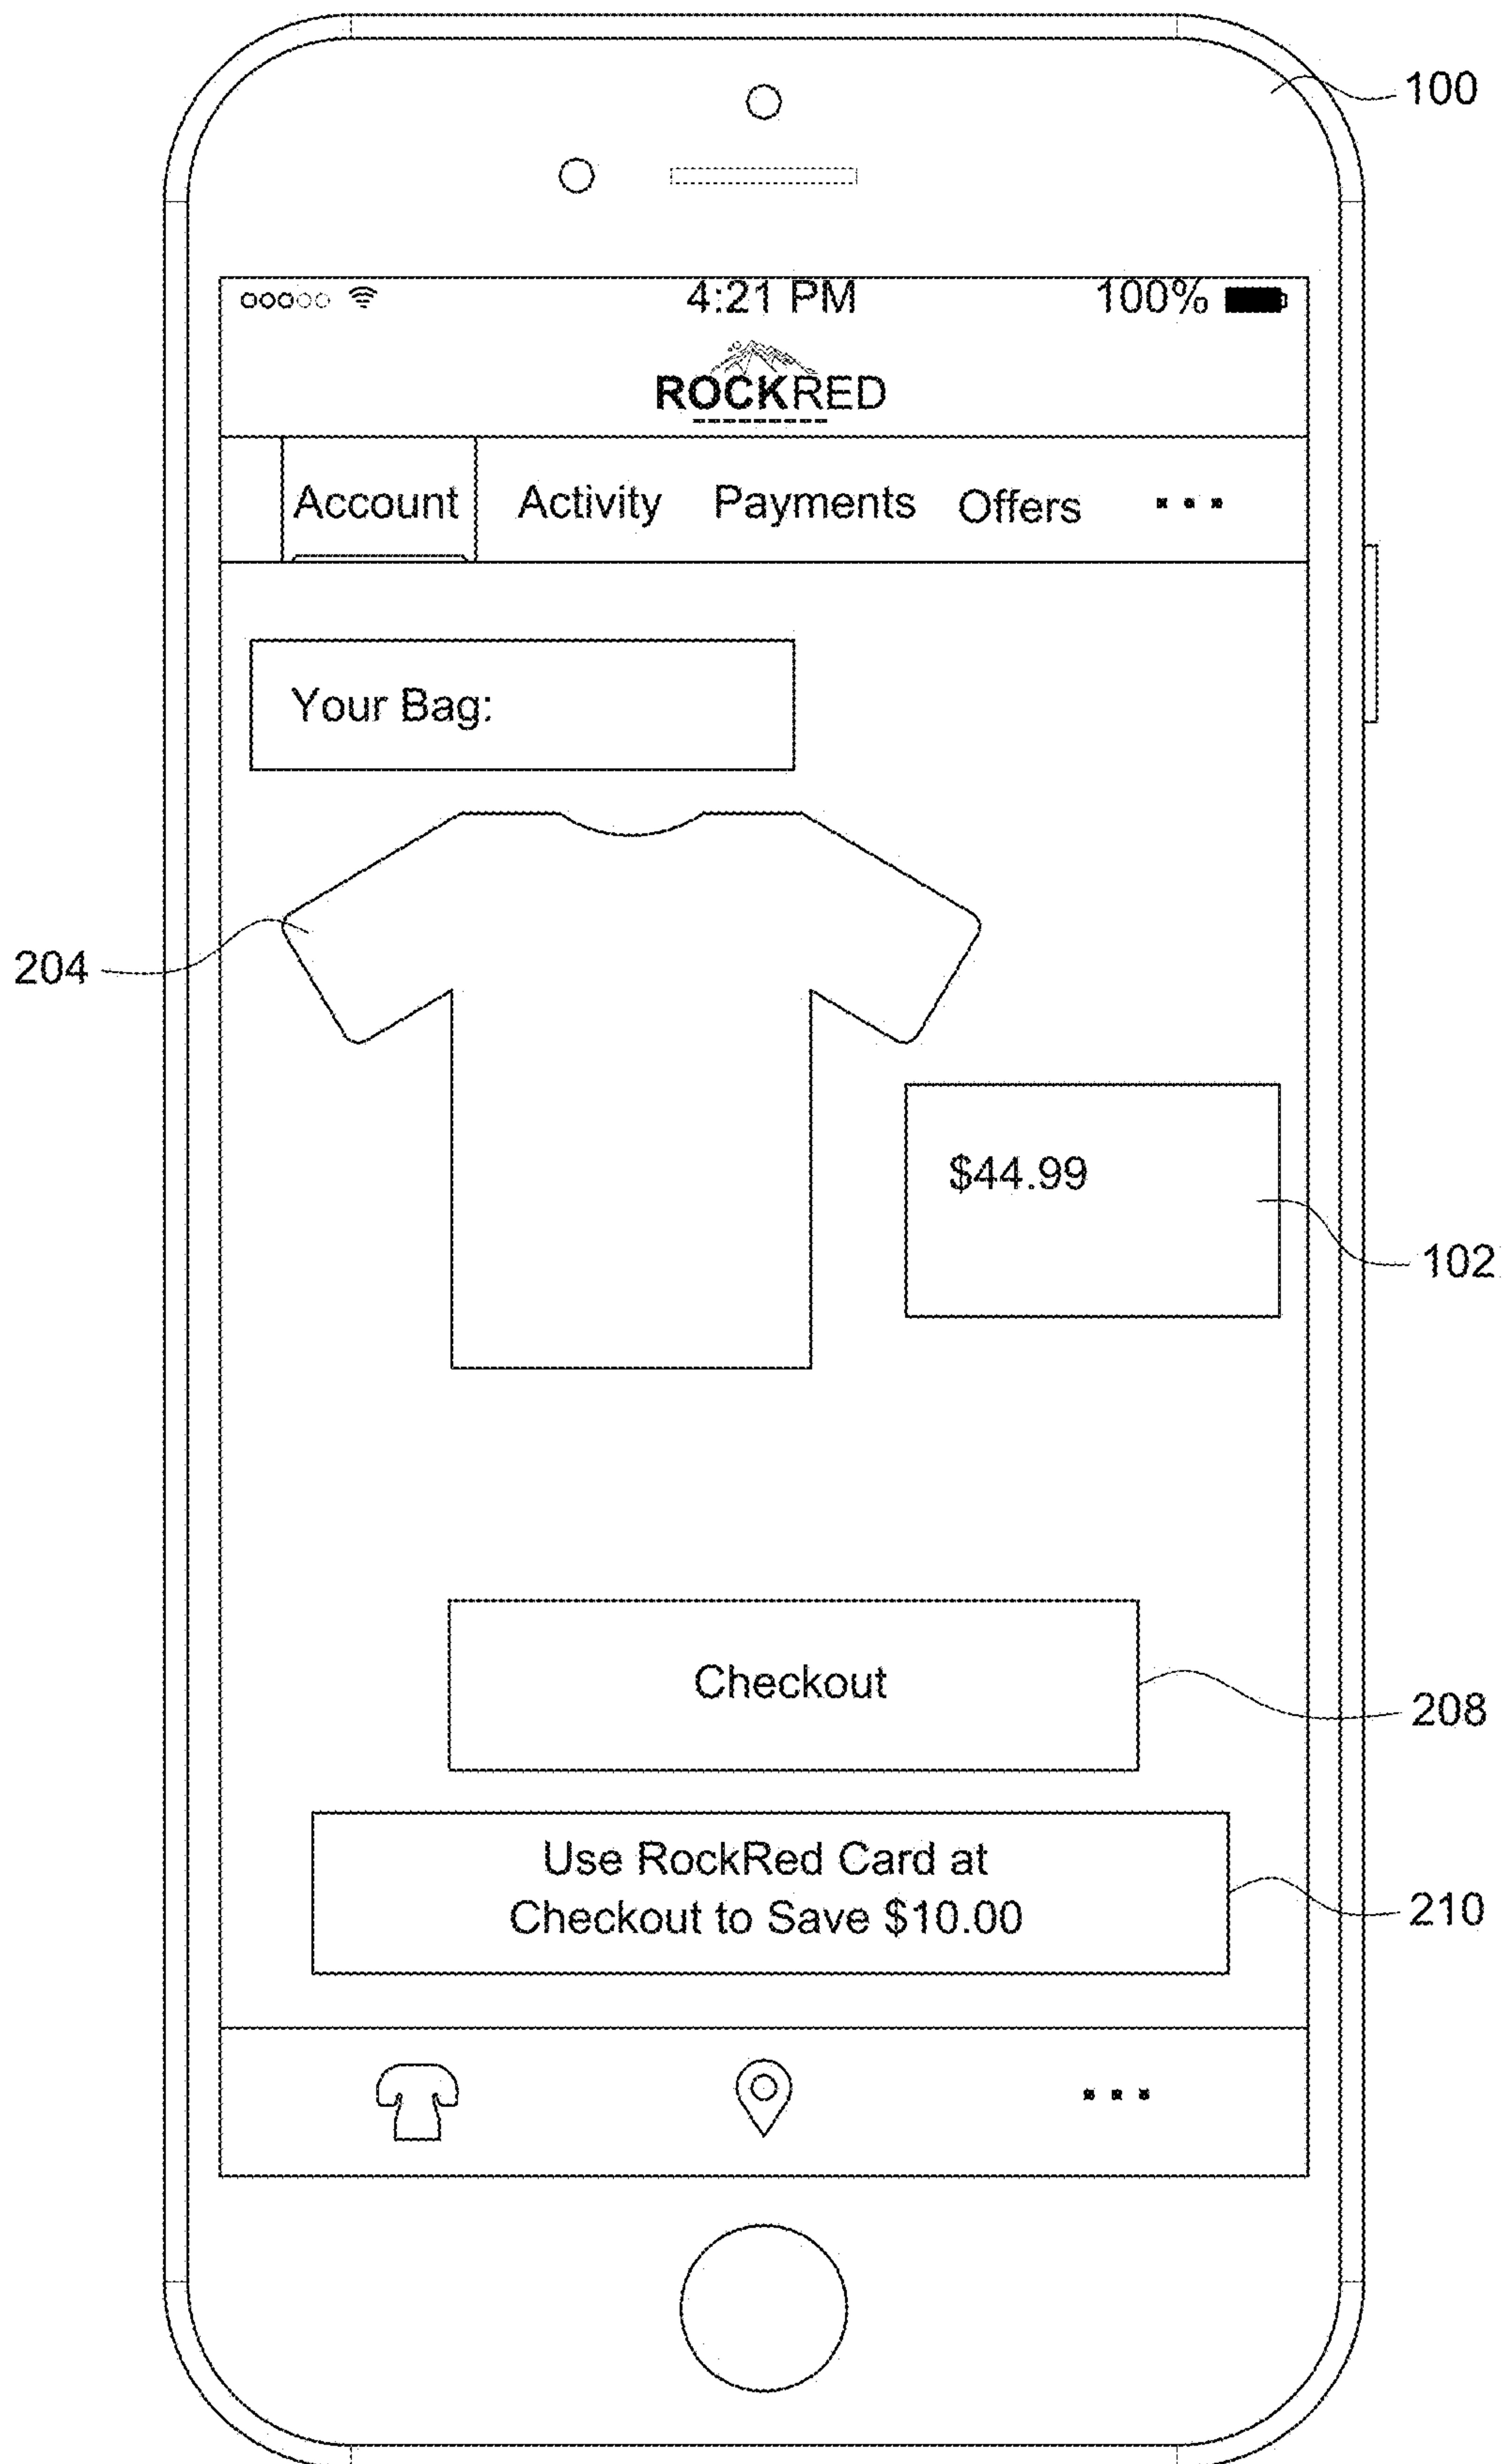 100
4:21 PM 100%
ROCKRED
Account Activity Payments Offers ...
Your Bag:
204
$44.99
102
Checkout
208
Use RockRed Card at
Checkout to Save $10.00
210
...